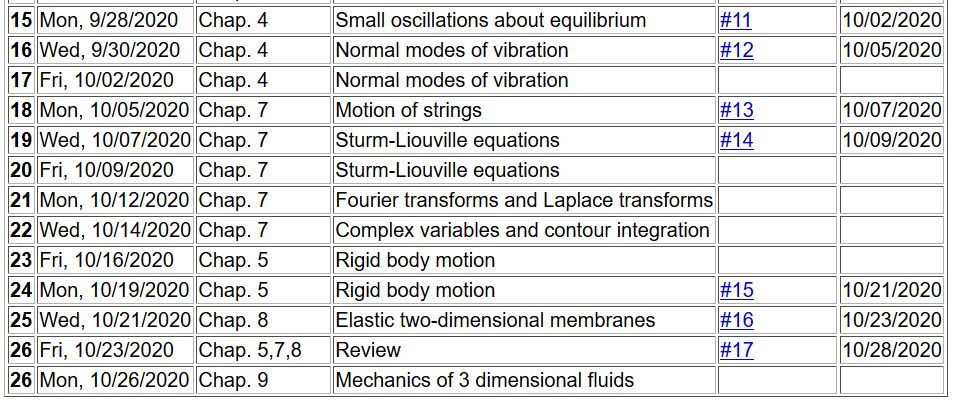 15 Mon, 9/28/2020 Chap. 4 Small oscillations about equilibrium #11 10/02/2020
16 Wed, 9/30/2020 Chap. 4 Normal modes of vibration #12 10/05/2020
17 Fri, 10/02/2020 Chap. 4 Normal modes of vibration
18 Mon, 10/05/2020 Chap. 7 Motion of strings #13 10/07/2020
19 Wed, 10/07/2020 Chap. 7 Sturm-Liouville equations #14 10/09/2020
20 Fri, 10/09/2020 Chap. 7 Sturm-Liouville equations
21 Mon, 10/12/2020 Chap. 7 Fourier transforms and Laplace transforms
22 Wed, 10/14/2020 Chap. 7 Complex variables and contour integration
23 Fri, 10/16/2020 Chap. 5 Rigid body motion
24 Mon, 10/19/2020 Chap. 5 Rigid body motion #15 10/21/2020
25 Wed, 10/21/2020 Chap. 8 Elastic two-dimensional membranes #16 10/23/2020
26 Fri, 10/23/2020 Chap. 5,7,8 Review #17 10/28/2020
26 Mon, 10/26/2020 Chap. 9 Mechanics of 3 dimensional fluids